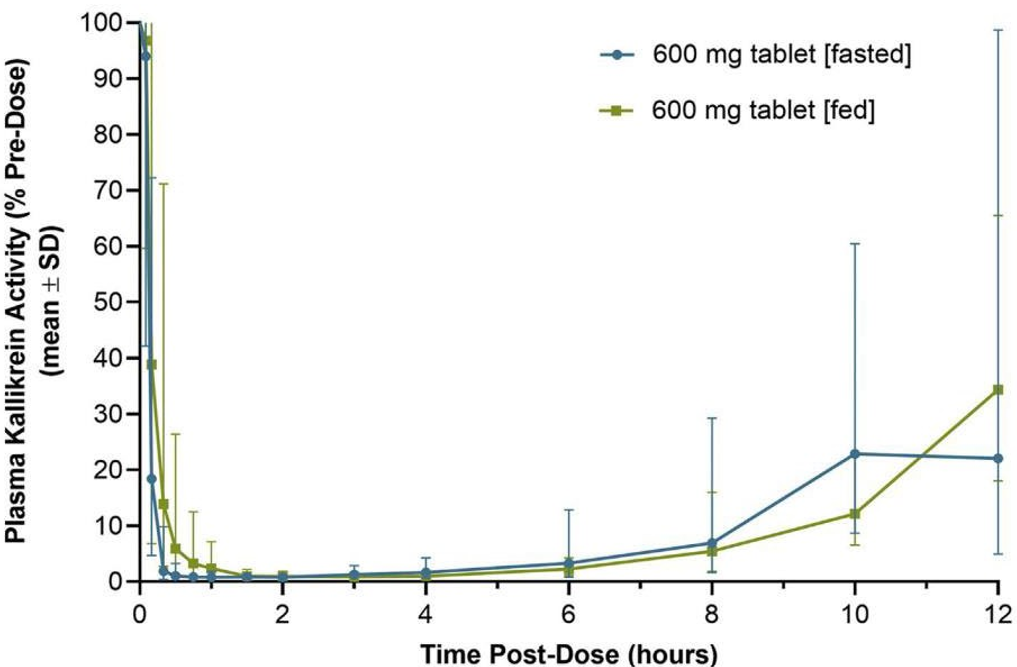 Plasma Kallikrein Activity (% Pre-Dose)
(mean ± SD)
100
90
80
70
60
50
40
30
20
10
0
600 mg tablet [fasted]
600 mg tablet [fed]
0 2 4 6 8 10 12
Time Post-Dose (hours)